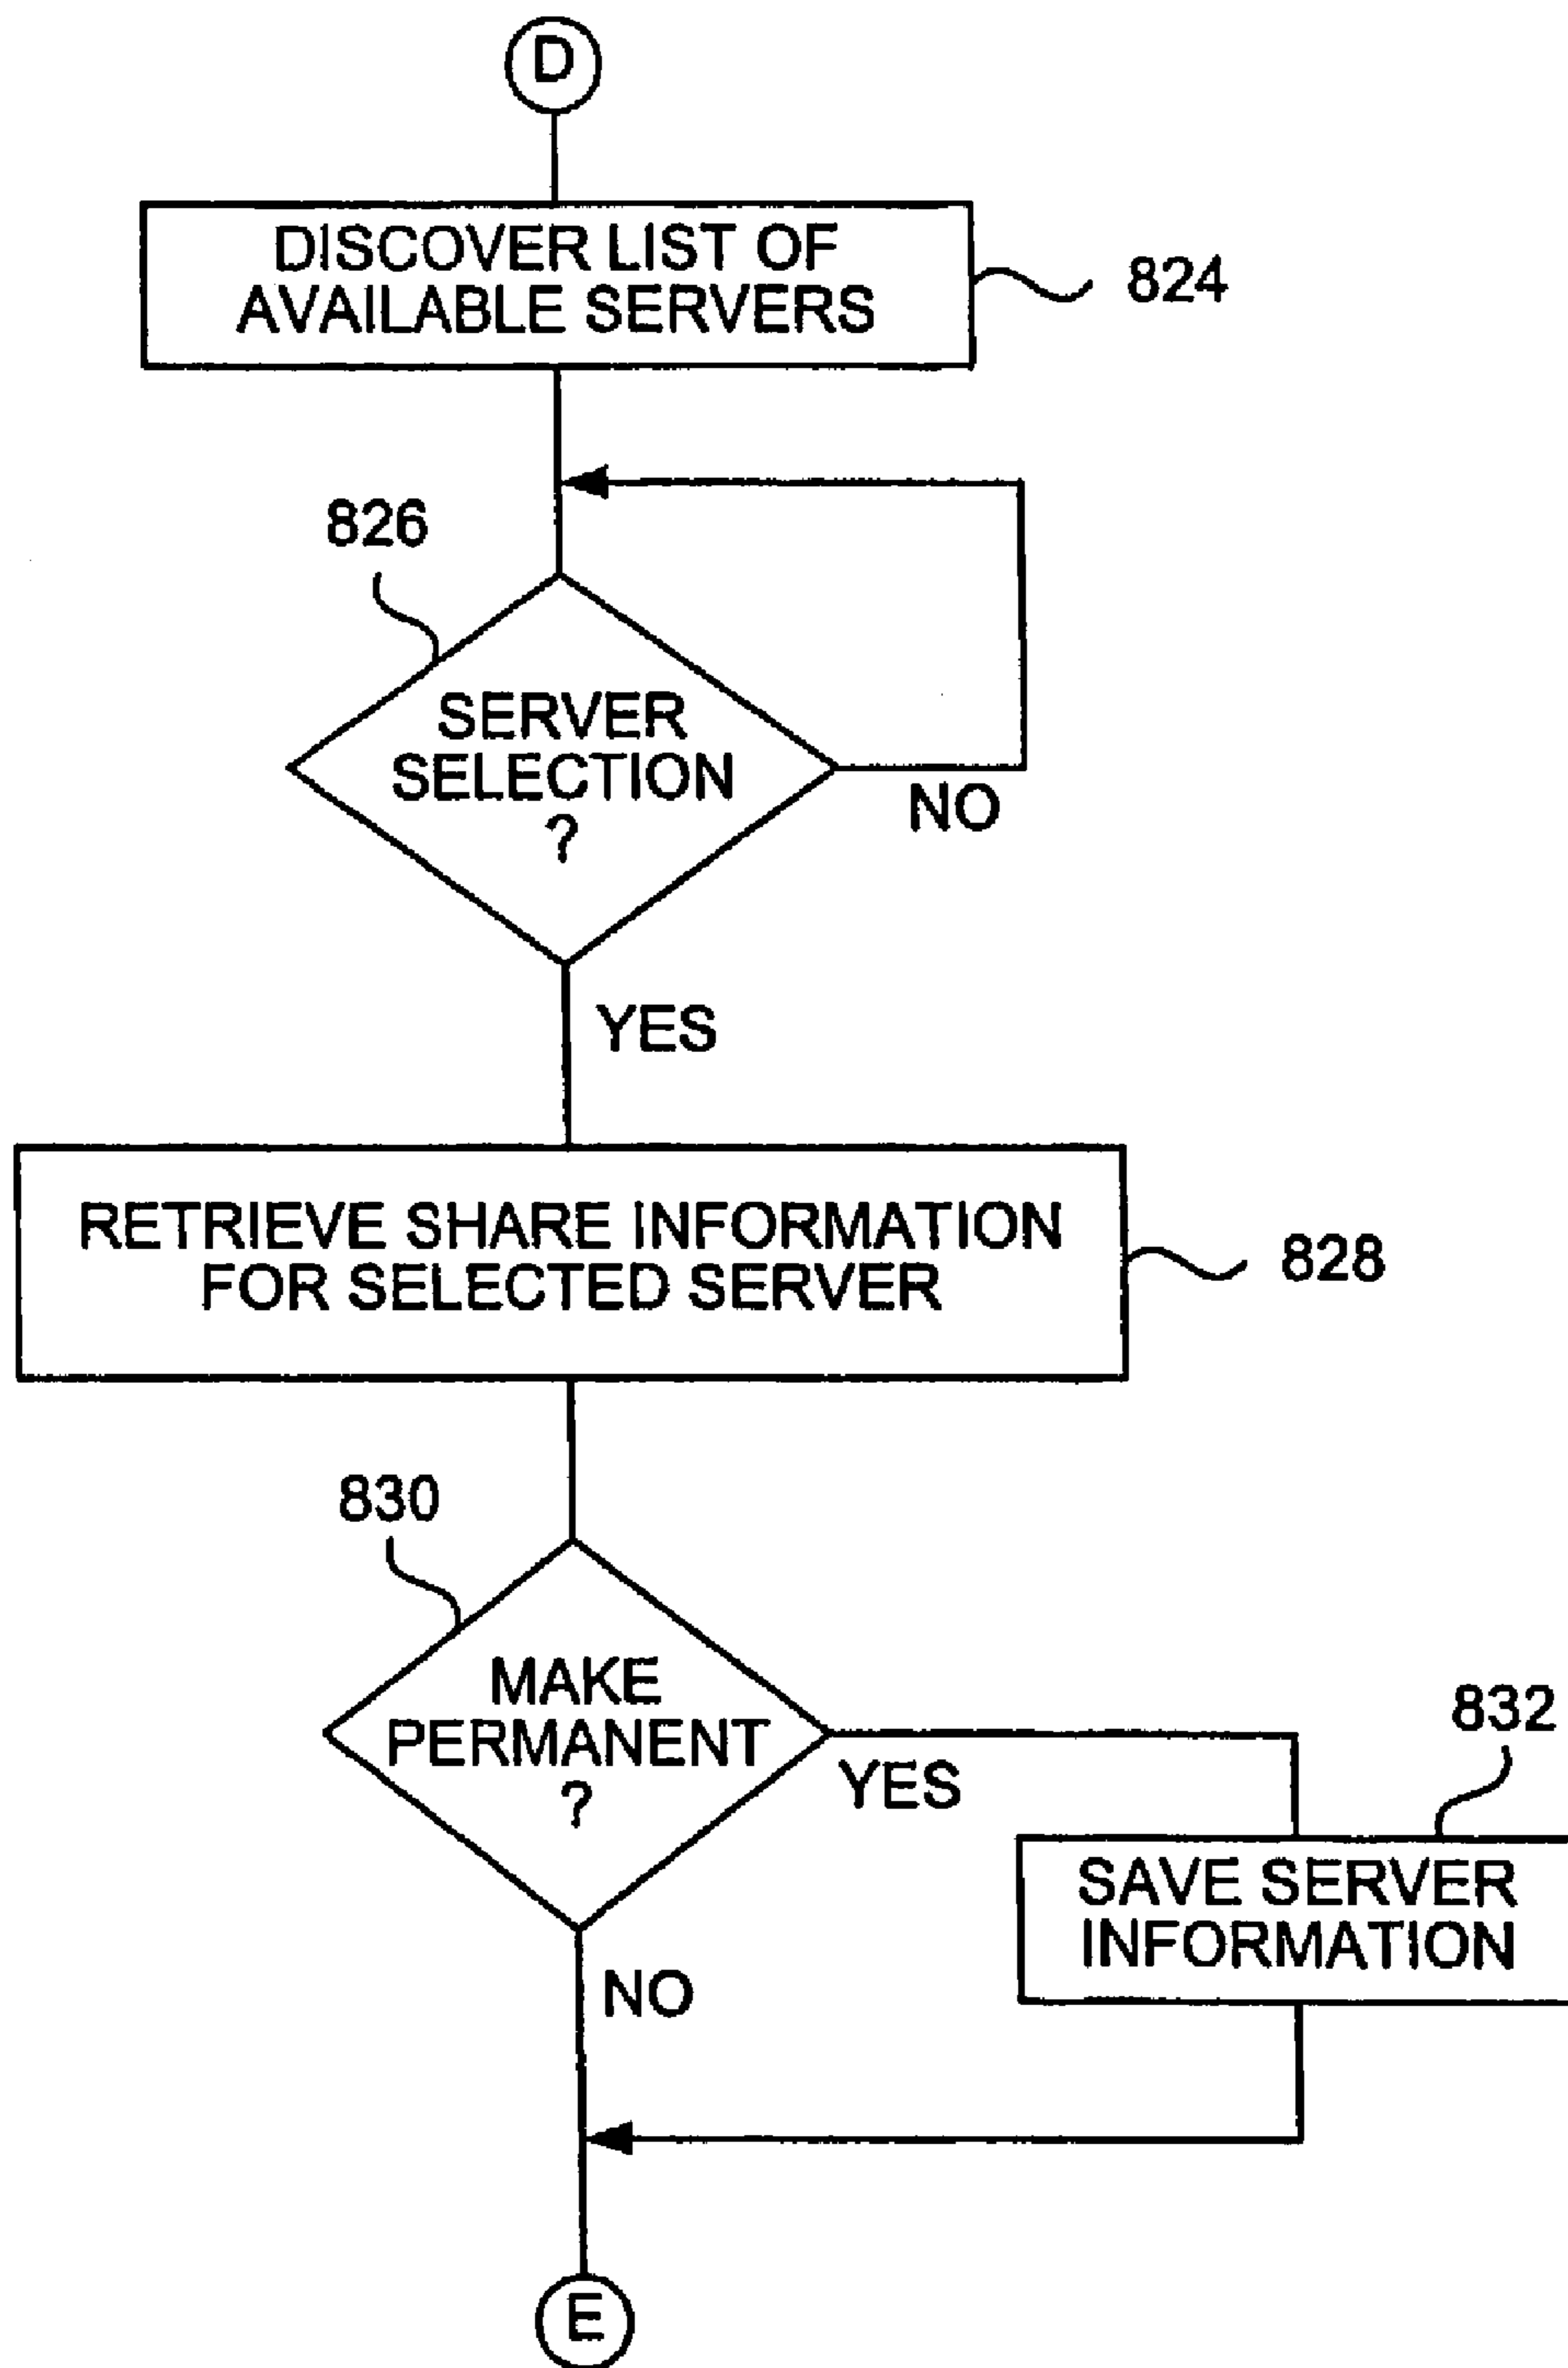 D
DISCOVER LIST OF
AVAILABLE SERVERS
824
826
SERVER
SELECTION
?
NO
YES
RETRIEVE SHARE INFORMATION
FOR SELECTED SERVER
828
830
MAKE
PERMANENT
?
YES
832
SAVE SERVER
INFORMATION
NO
E